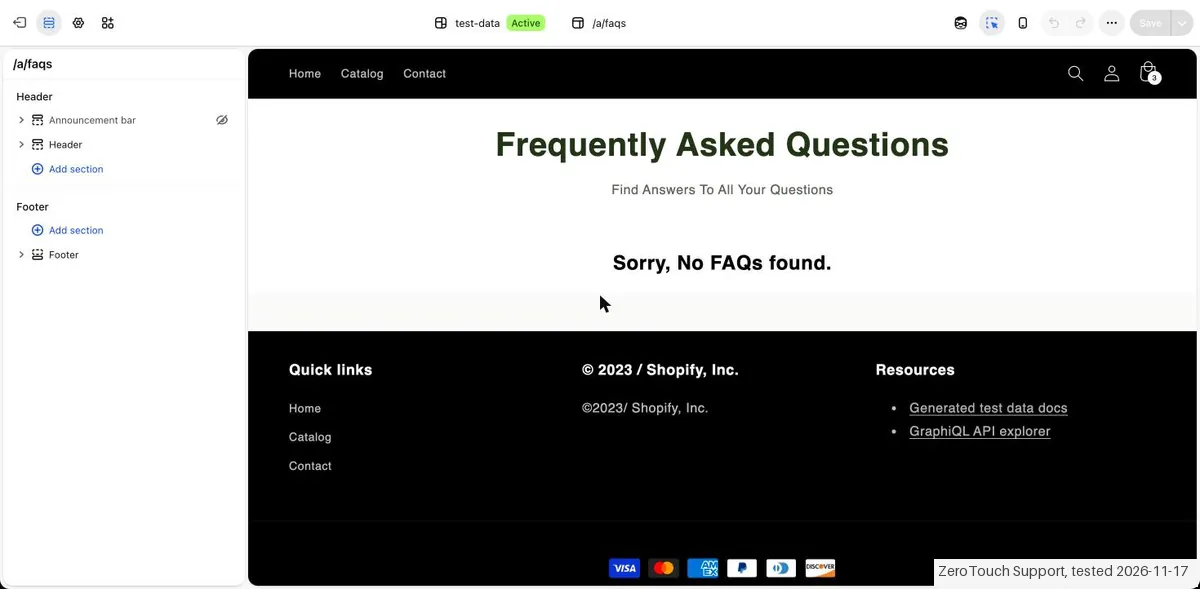 test-data Active /a/faqs
Save
/a/faqs
Header
Announcement bar
Header
Add section
Footer
Add section
Footer
Home Catalog Contact
3
Frequently Asked Questions
Find Answers To All Your Questions
Sorry, No FAQs found.
Quick links
Home
Catalog
Contact
© 2023 / Shopify, Inc.
©2023/ Shopify, Inc.
Resources
Generated test data docs
GraphiQL API explorer
VISA
AM
EX
DISCOVER
ZeroTouch Support, tested 2026-11-17